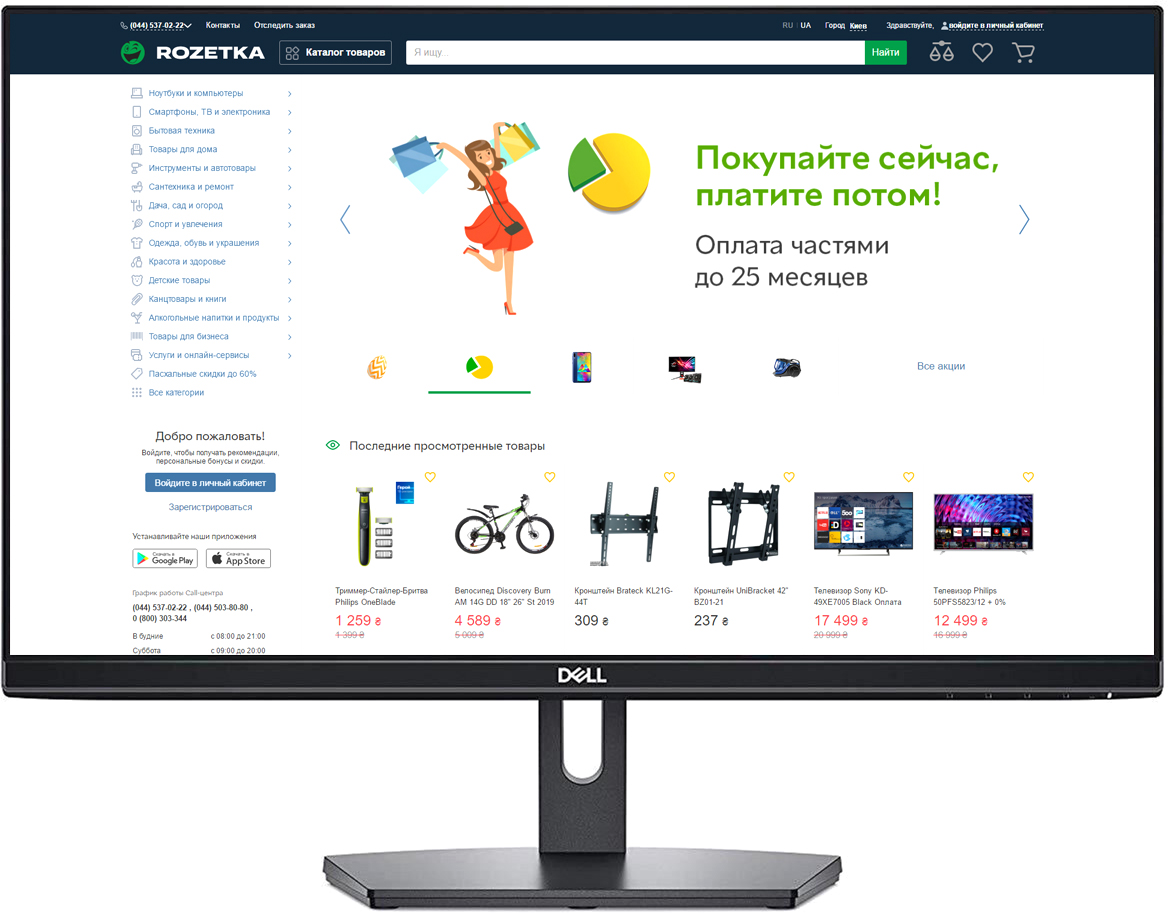 (044) 537-02-22 Контакты Отследить заказ
RU UA Город Киев Здравствуйте, войдите в личный кабинет
ROZETKA
Каталог товаров
Я ищу...
Найти
Ноутбуки и компьютеры
Смартфоны, ТВ и электроника
Бытовая техника
Товары для дома
Инструменты и автотовары
Сантехника и ремонт
Дача, сад и огород
Спорт и увлечения
Одежда, обувь и украшения
Красота и здоровье
Детские товары
Канцтовары и книги
Алкогольные напитки и продукты
Товары для бизнеса
Услуги и онлайн-сервисы
Пасхальные скидки до 60%
Все категории
Покупайте сейчас,
платите потом!
Оплата частями
до 25 месяцев
Все акции
Добро пожаловать!
Войдите, чтобы получать рекомендации,
персональные бонусы и скидки.
Войдите в личный кабинет
Зарегистрироваться
Устанавливайте наши приложения
Скачать в
Google Play
Скачать в
App Store
График работы Call-центра
(044) 537-02-22 , (044) 503-80-80 ,
0 (800) 303-344
В будние с 08:00 до 21:00
Суббота с 09:00 до 20:00
Последние просмотренные товары
Триммер-Стайлер-Бритва
Philips OneBlade
1 259 ₴
1 399 ₴
Велосипед Discovery Burn
AM 14G DD 18" 26" St 2019
4 589 ₴
5 009 ₴
Кронштейн Brateck KL21G-
44T
309 ₴
Кронштейн UniBracket 42"
BZ01-21
237 ₴
Телевизор Sony KD-
49XE7005 Black Оплата
17 499 ₴
20 999 ₴
Телевизор Philips
50PFS5823/12 + 0%
12 499 ₴
16 999 ₴
DELL